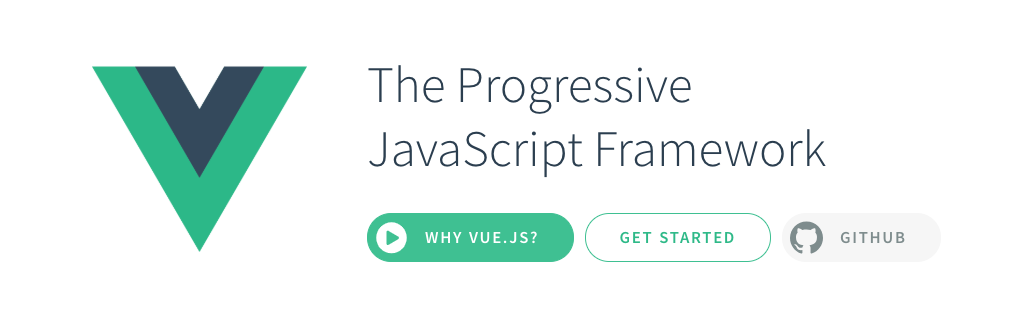 The Progressive
JavaScript Framework
WHY VUE.JS?
GET STARTED
GITHUB